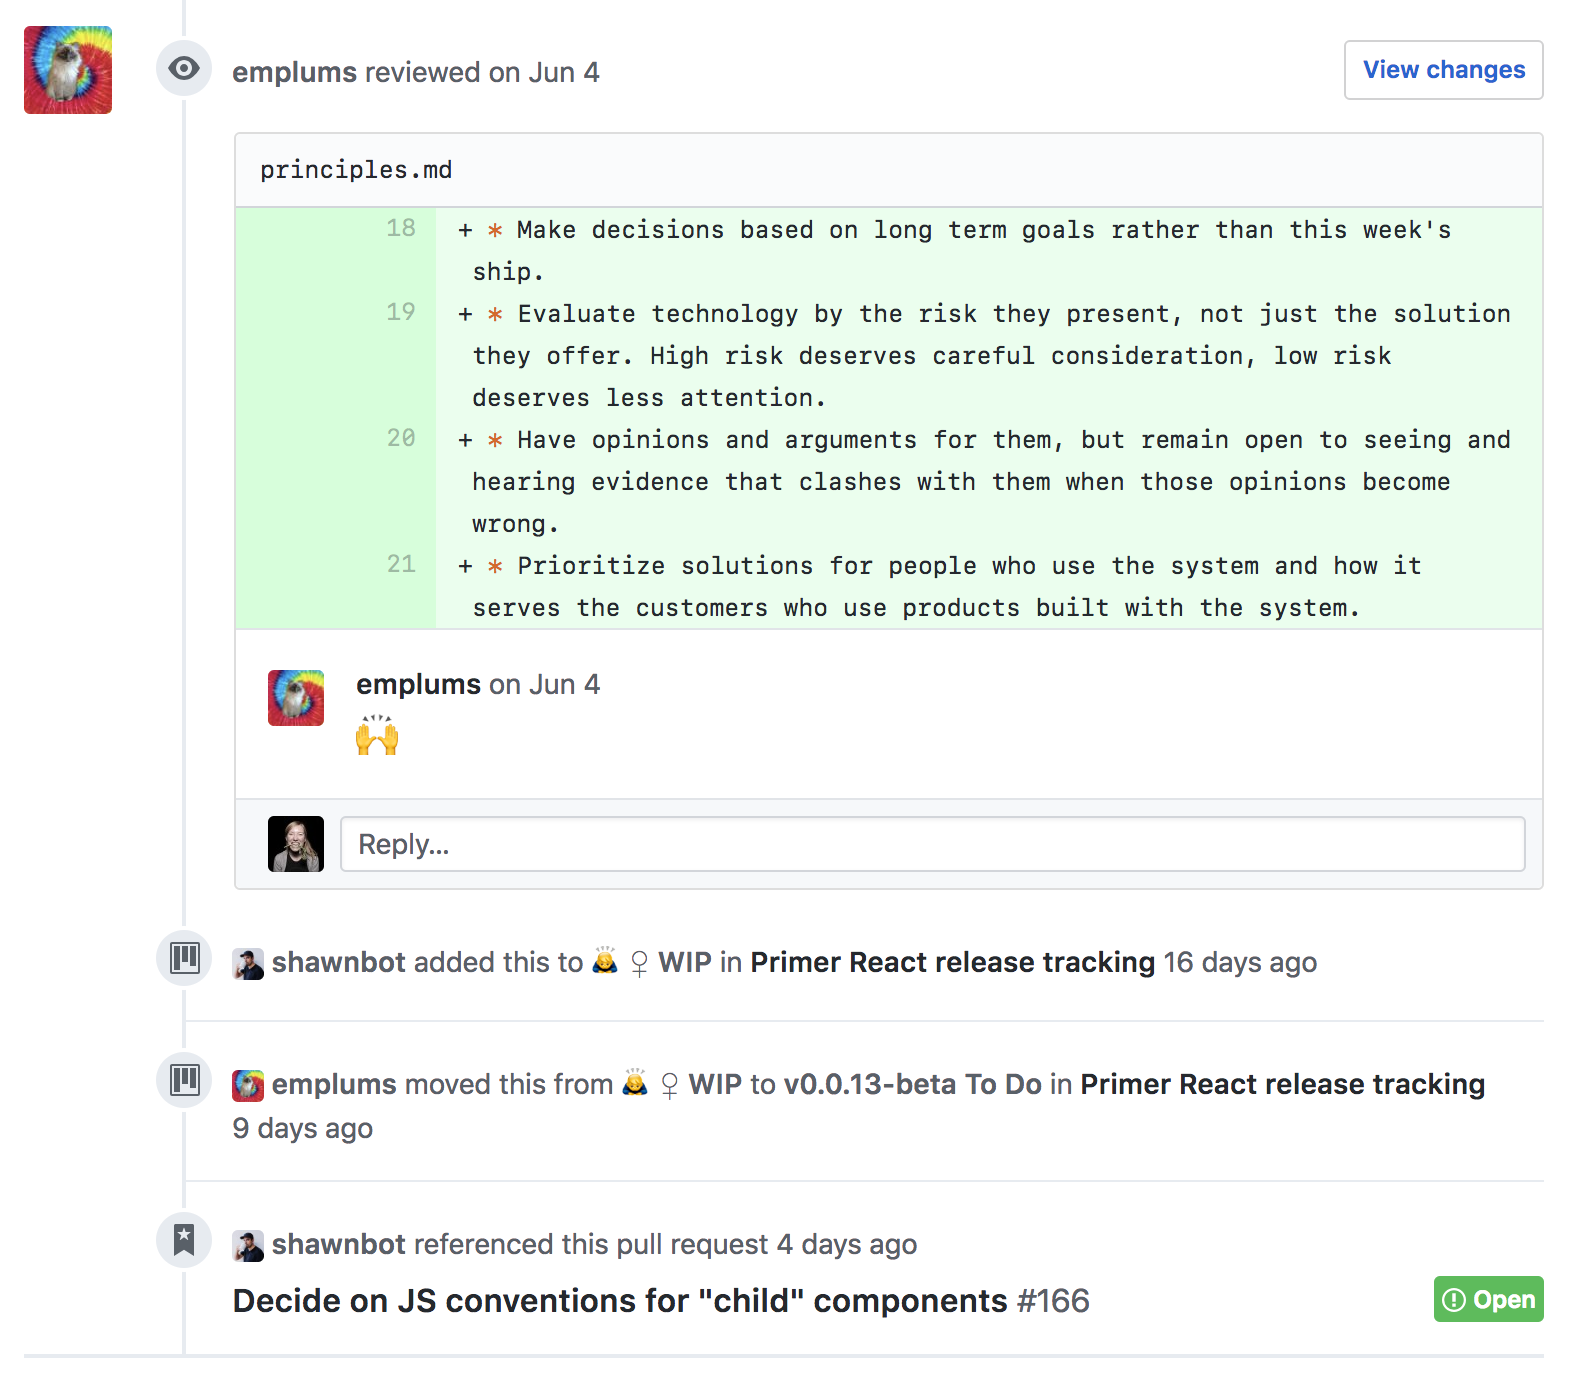 emplums reviewed on Jun 4
View changes
principles.md
18 + * Make decisions based on long term goals rather than this week's
ship.
19 + * Evaluate technology by the risk they present, not just the solution
they offer. High risk deserves careful consideration, low risk
deserves less attention.
20 + * Have opinions and arguments for them, but remain open to seeing and
hearing evidence that clashes with them when those opinions become
wrong.
21 + * Prioritize solutions for people who use the system and how it
serves the customers who use products built with the system.
emplums on Jun 4
🙌
Reply...
shawnbot added this to 🙇 ♀ WIP in Primer React release tracking 16 days ago
emplums moved this from 🙇 ♀ WIP to v0.0.13-beta To Do in Primer React release tracking
9 days ago
shawnbot referenced this pull request 4 days ago
Decide on JS conventions for "child" components #166
Open